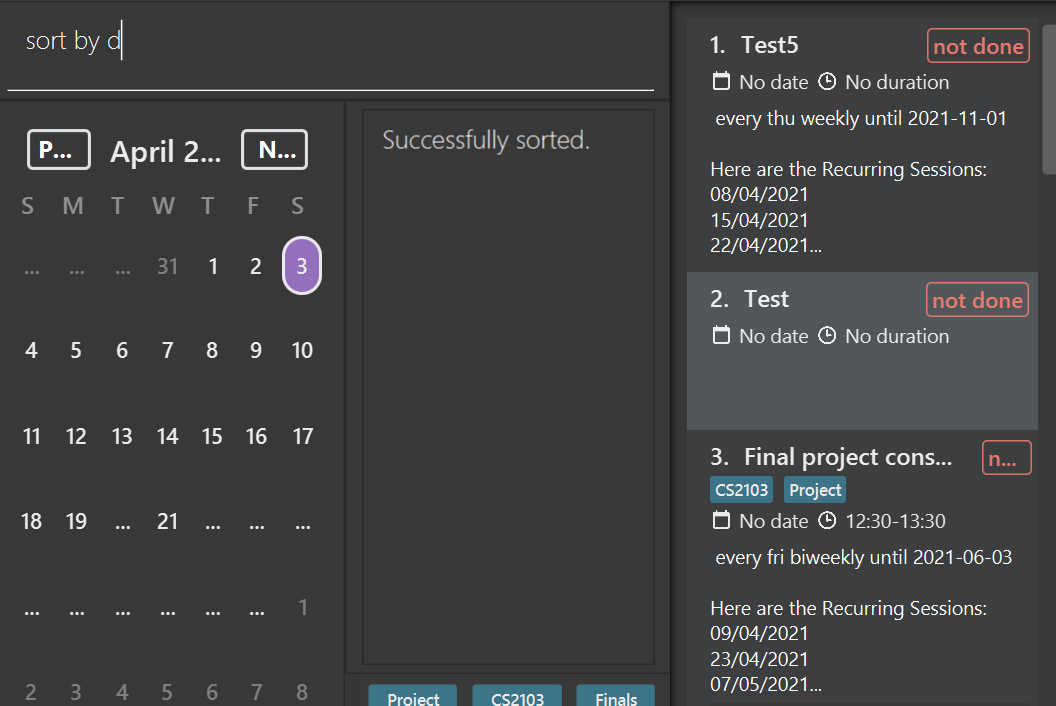 sort by d
P...
April 2...
N...
S M T W T F S
... ... ... 31 1 2 3
4 5 6 7 8 9 10
11 12 13 14 15 16 17
18 19 ... 21 ... ... ...
... ... ... ... ... ... 1
2 3 4 5 6 7 8
Successfully sorted.
Project CS2103 Finals
1. Test5
not done
No date No duration
every thu weekly until 2021-11-01
Here are the Recurring Sessions:
08/04/2021
15/04/2021
22/04/2021...
2. Test
not done
No date No duration
3. Final project cons...
n...
CS2103 Project
No date 12:30-13:30
every fri biweekly until 2021-06-03
Here are the Recurring Sessions:
09/04/2021
23/04/2021
07/05/2021...